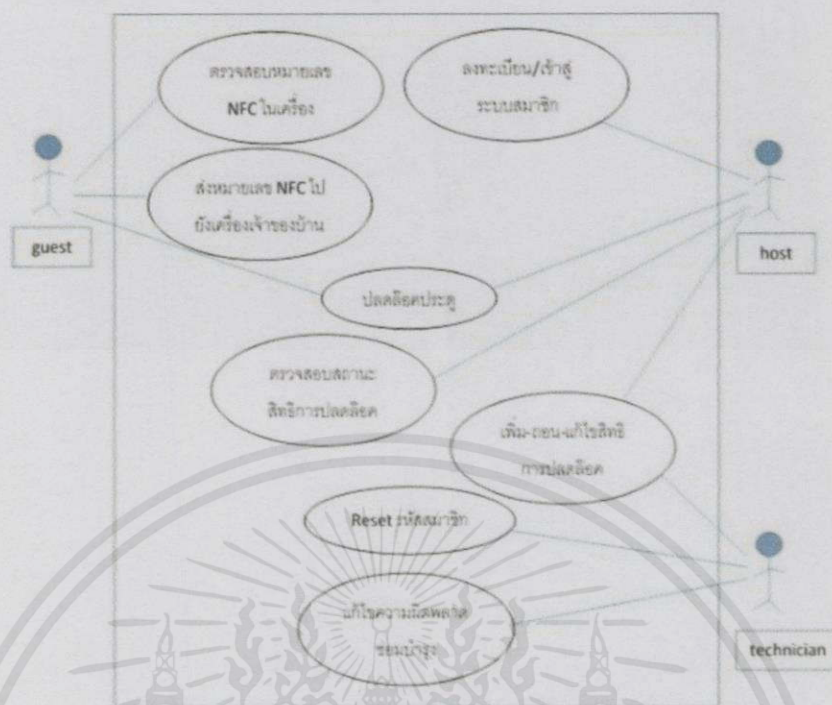 ตรวจสอบหมายเลข
NFC ในเครื่อง
ลงทะเบียน/เข้าสู่
ระบบสมาชิก
ส่งหมายเลข NFC ไป
ยังเครื่องเจ้าของบ้าน
guest
host
ปลดล็อคประตู
ตรวจสอบสถานะ
สิทธิการปลดล็อค
เพิ่ม-ถอน-แก้ไขสิทธิ
การปลดล็อค
Reset รหัสสมาชิก
แก้ไขความผิดพลาด
ซ่อมบำรุง
technician